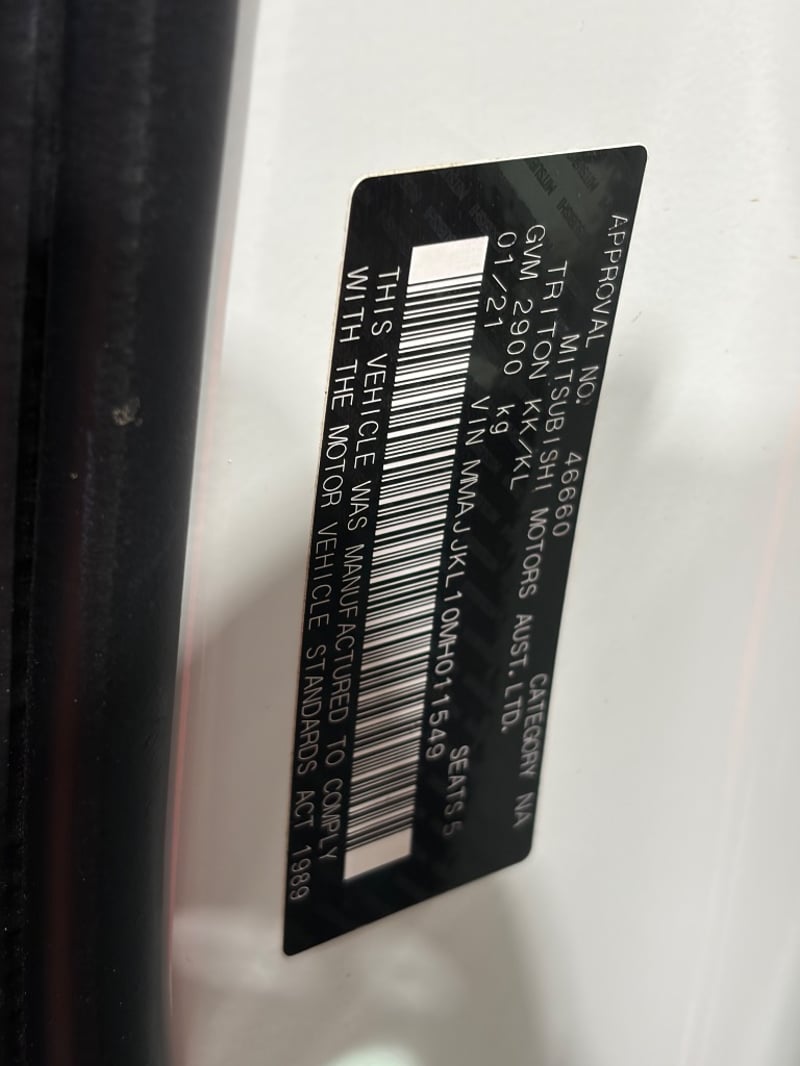 APPROVAL NO. 46660 CATEGORY NA
MITSUBISHI MOTORS AUST.LTD.
TRITON KK/KL
GVM 2900 kg SEATS 5
01/21 VIN MMAJJKL10MH011549
THIS VEHICLE WAS MANUFACTURED TO COMPLY
WITH THE MOTOR VEHICLE STANDARDS ACT 1989